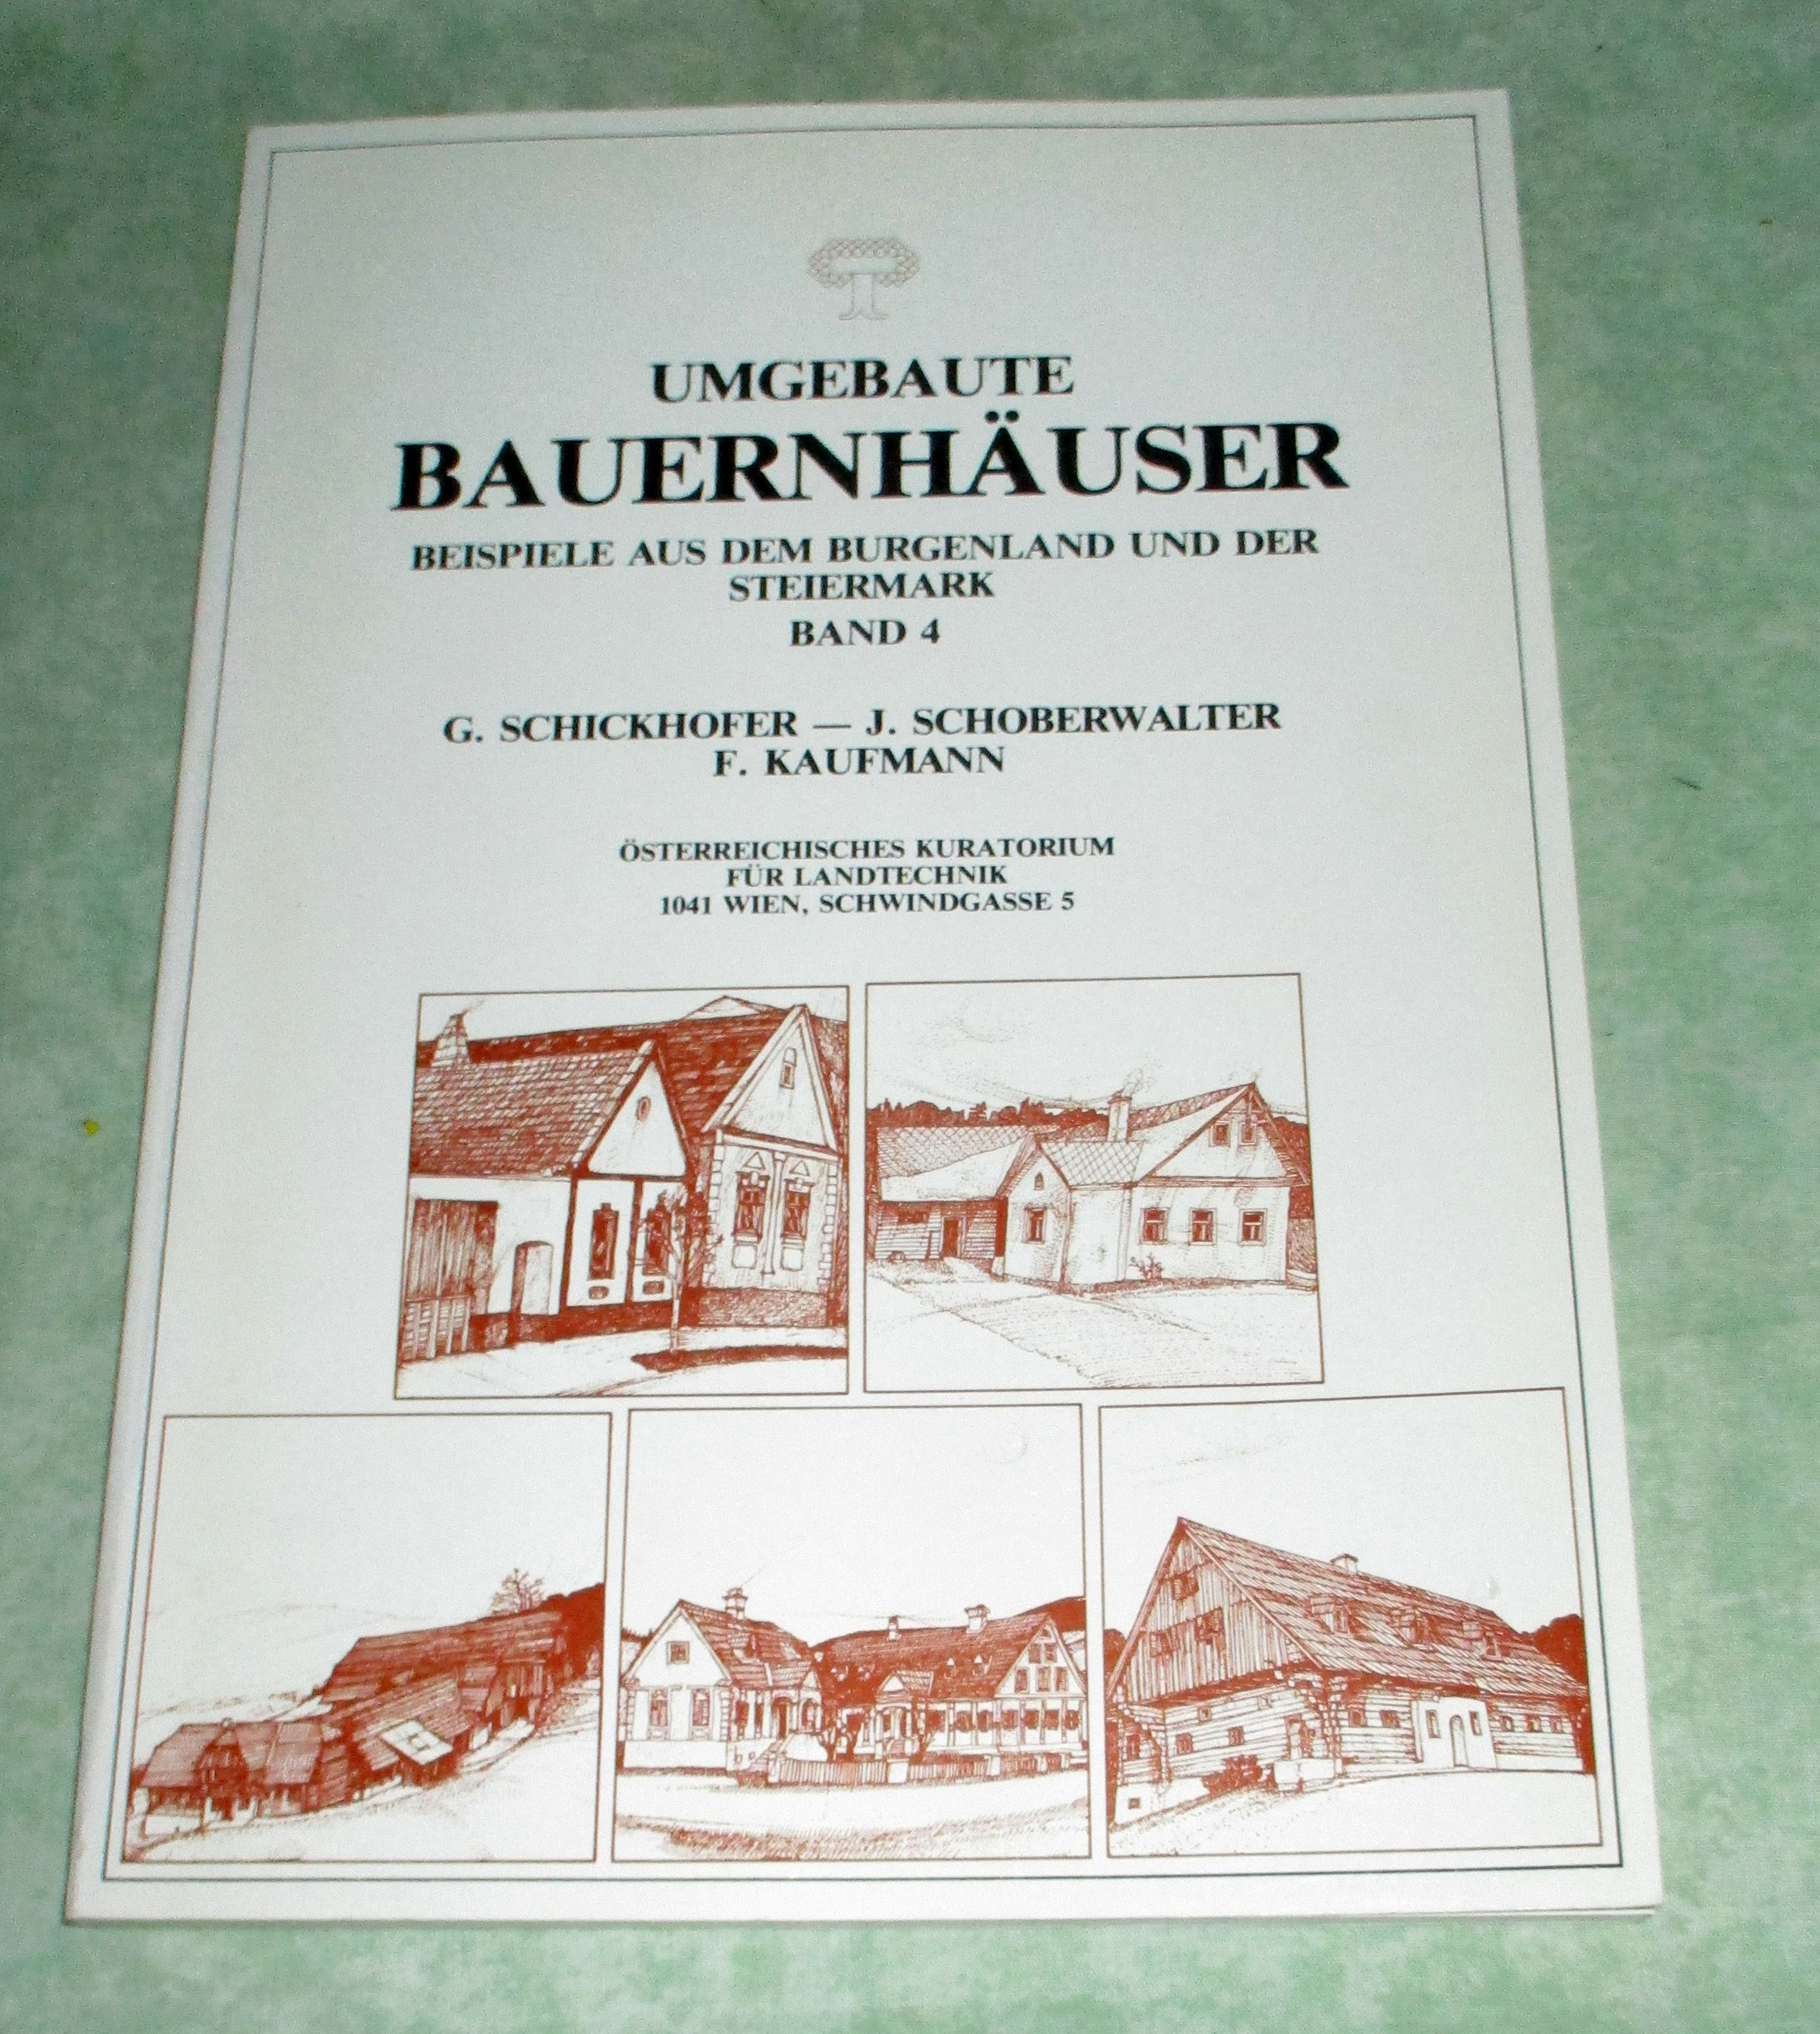 UMGEBAUTE
BAUERNHÄUSER
BEISPIELE AUS DEM BURGENLAND UND DER
STEIERMARK
BAND 4
G. SCHICKHOFER — J. SCHOBERWALTER
F. KAUFMANN
ÖSTERREICHISCHES KURATORIUM
FÜR LANDTECHNIK
1041 WIEN, SCHWINDGASSE 5